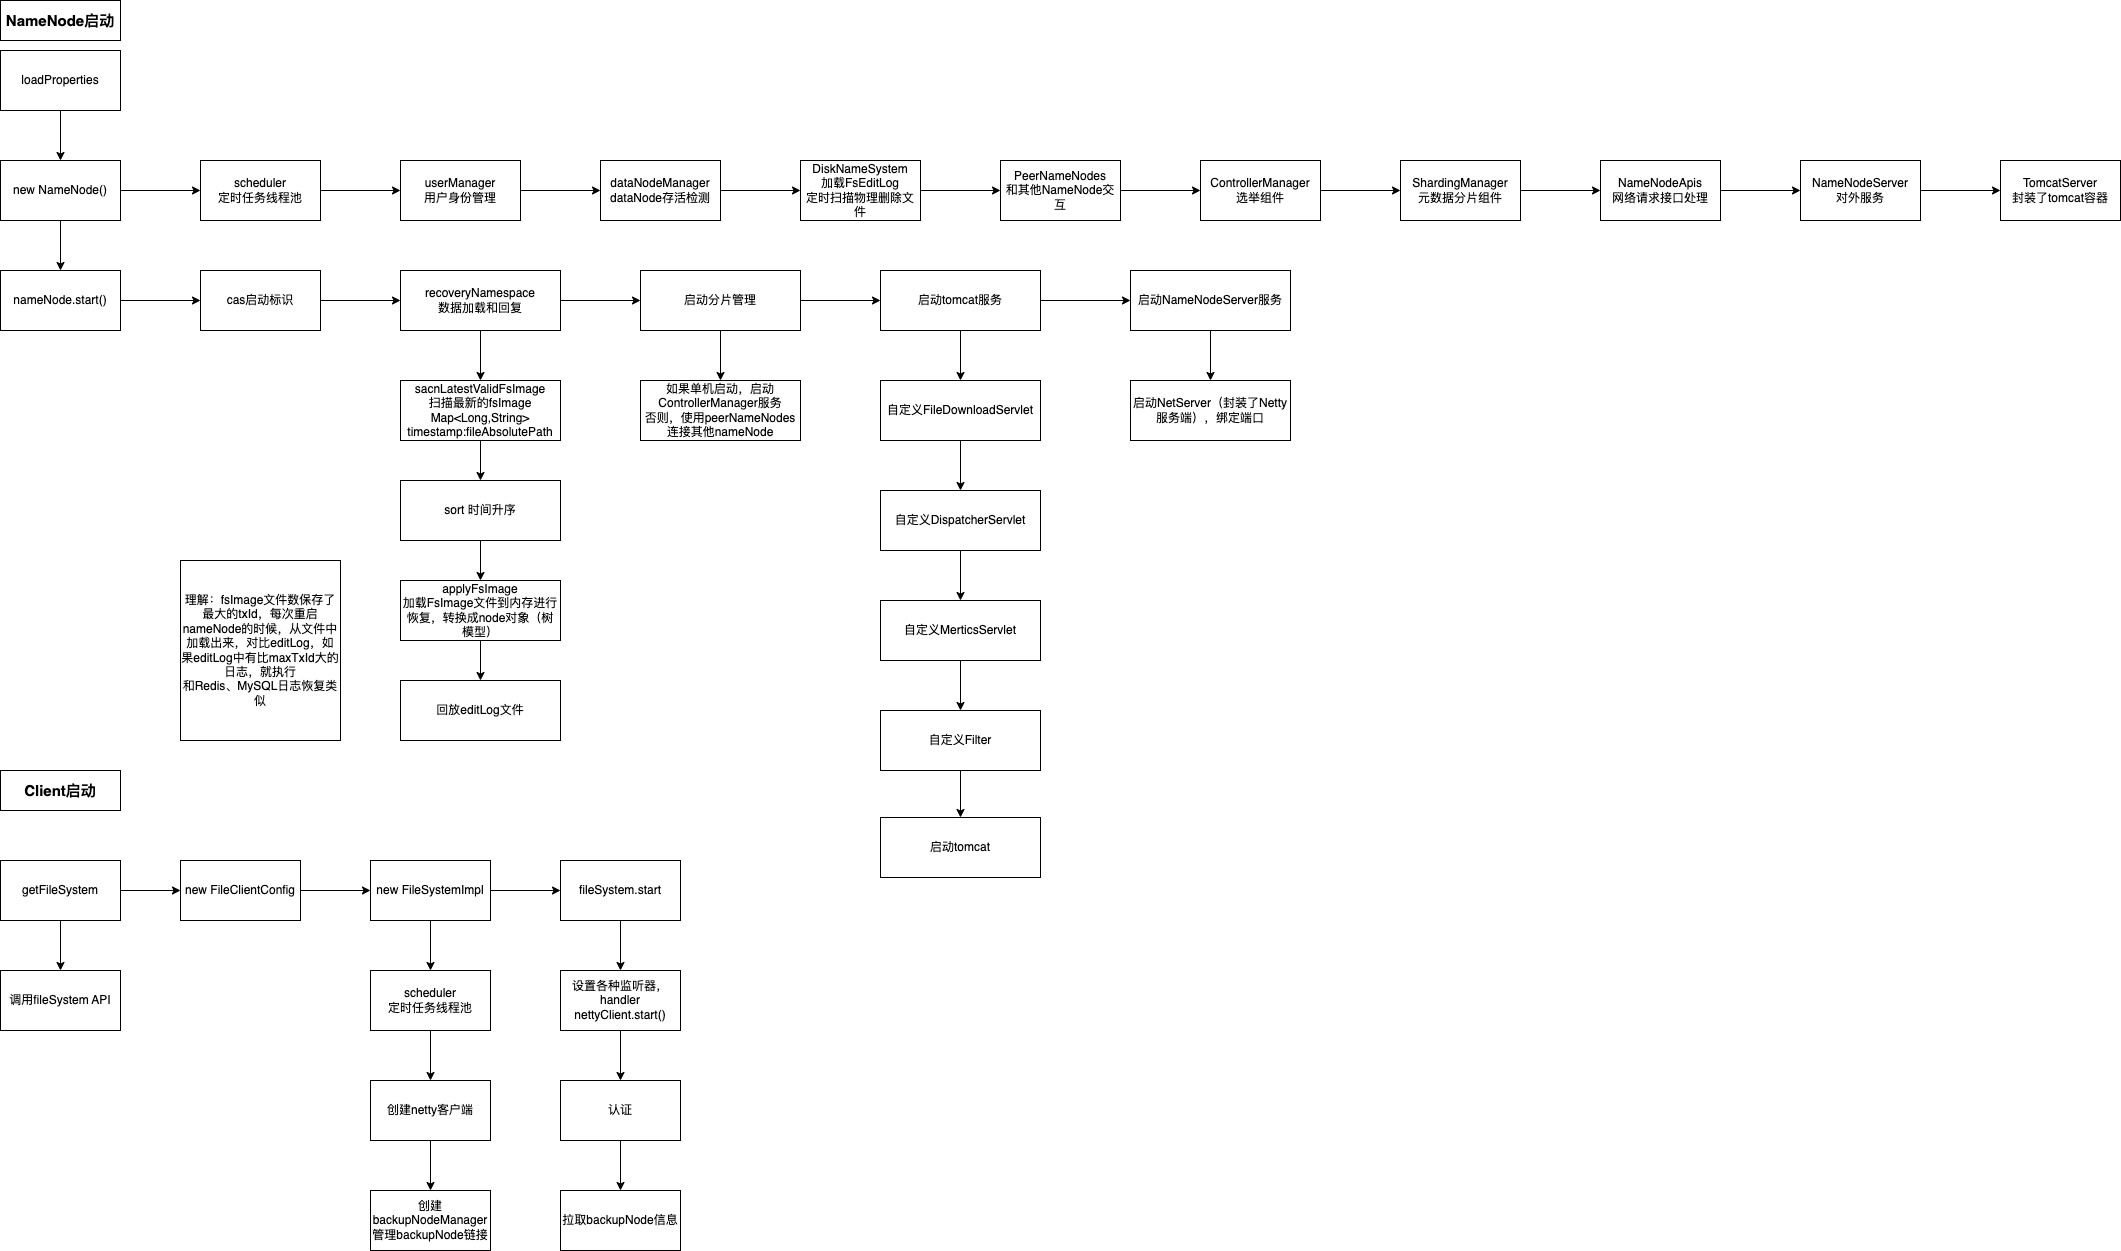 NameNode启动
loadProperties
new NameNode()
scheduler
定时任务线程池
userManager
用户身份管理
dataNodeManager
dataNode存活检测
DiskNameSystem
加载FsEditLog
定时扫描物理删除文
件
PeerNameNodes
和其他NameNode交
互
ControllerManager
选举组件
ShardingManager
元数据分片组件
NameNodeApis
网络请求接口处理
NameNodeServer
对外服务
TomcatServer
封装了tomcat容器
nameNode.start()
cas启动标识
recoveryNamespace
数据加载和回复
启动分片管理
启动tomcat服务
启动NameNodeServer服务
sacnLatestValidFsImage
扫描最新的fsImage
Map<Long,String>
timestamp:fileAbsolutePath
如果单机启动，启动
ControllerManager服务
否则，使用peerNameNodes
连接其他nameNode
自定义FileDownloadServlet
启动NetServer（封装了Netty
服务端），绑定端口
sort 时间升序
自定义DispatcherServlet
理解：fsImage文件数保存了
最大的txId，每次重启
nameNode的时候，从文件中
加载出来，对比editLog，如
果editLog中有比maxTxId大的
日志，就执行
和Redis、MySQL日志恢复类
似
applyFsImage
加载FsImage文件到内存进行
恢复，转换成node对象（树
模型）
自定义MerticsServlet
回放editLog文件
自定义Filter
启动tomcat
Client启动
getFileSystem
new FileClientConfig
new FileSystemImpl
fileSystem.start
调用fileSystem API
scheduler
定时任务线程池
设置各种监听器，
handler
nettyClient.start()
创建netty客户端
认证
创建
backupNodeManager
管理backupNode链接
拉取backupNode信息